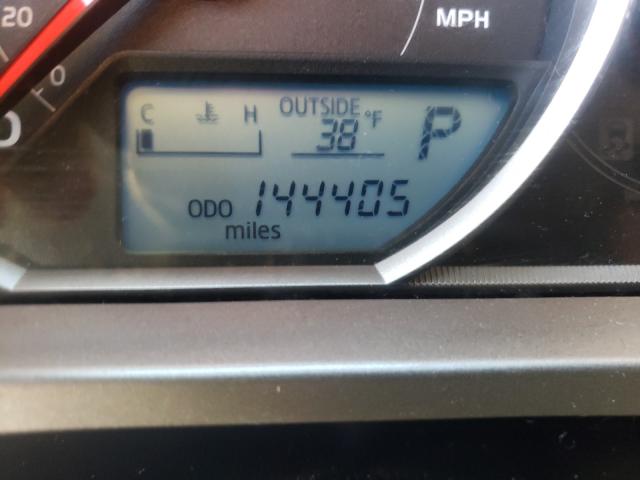 20
0
MPH
C H OUTSIDE 38 °F P
ODO 144405
miles